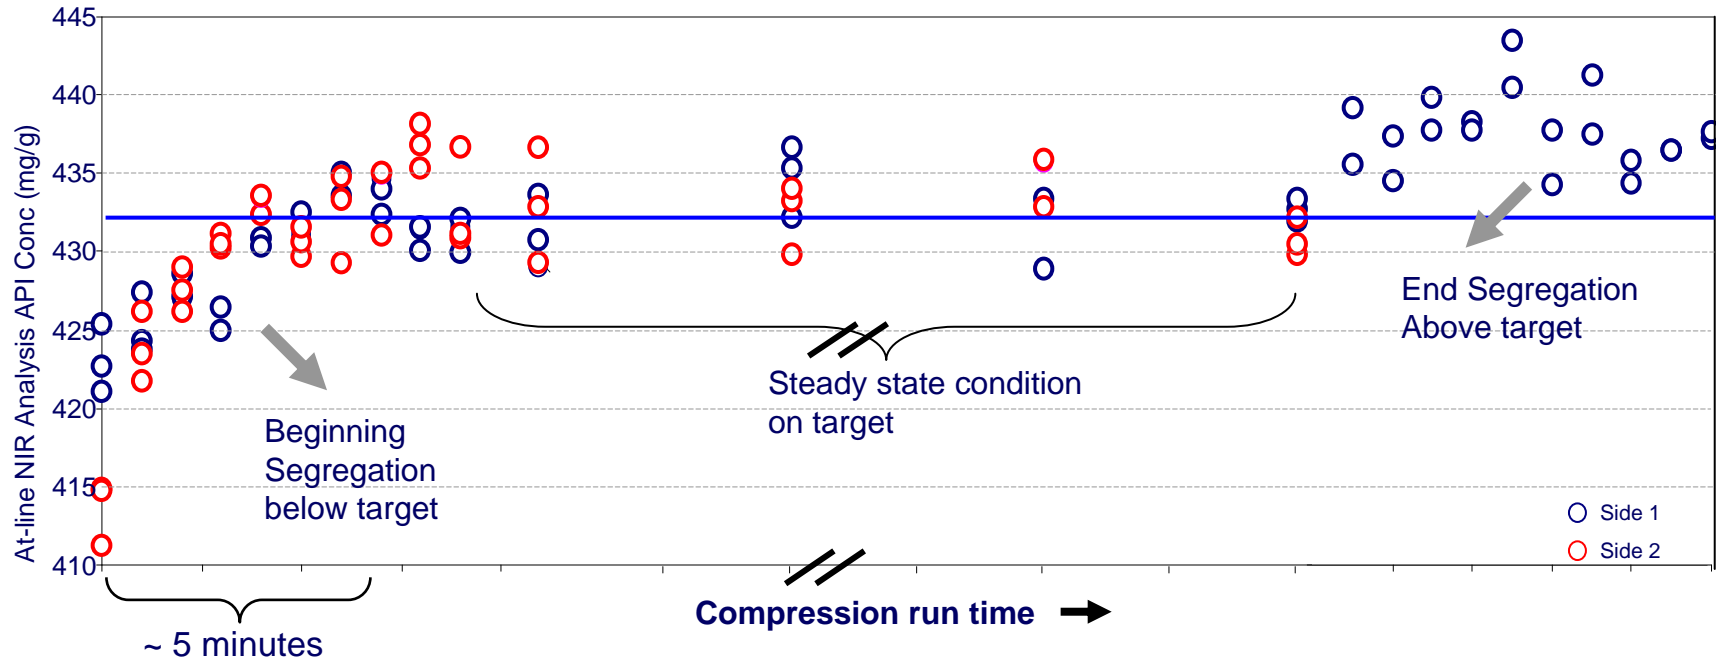 At-line NIR Analysis API Conc (mg/g)
445
440
435
430
425
420
415
410
Beginning
Segregation
below target
Steady state condition
on target
End Segregation
Above target
Side 1
Side 2
Compression run time
~ 5 minutes